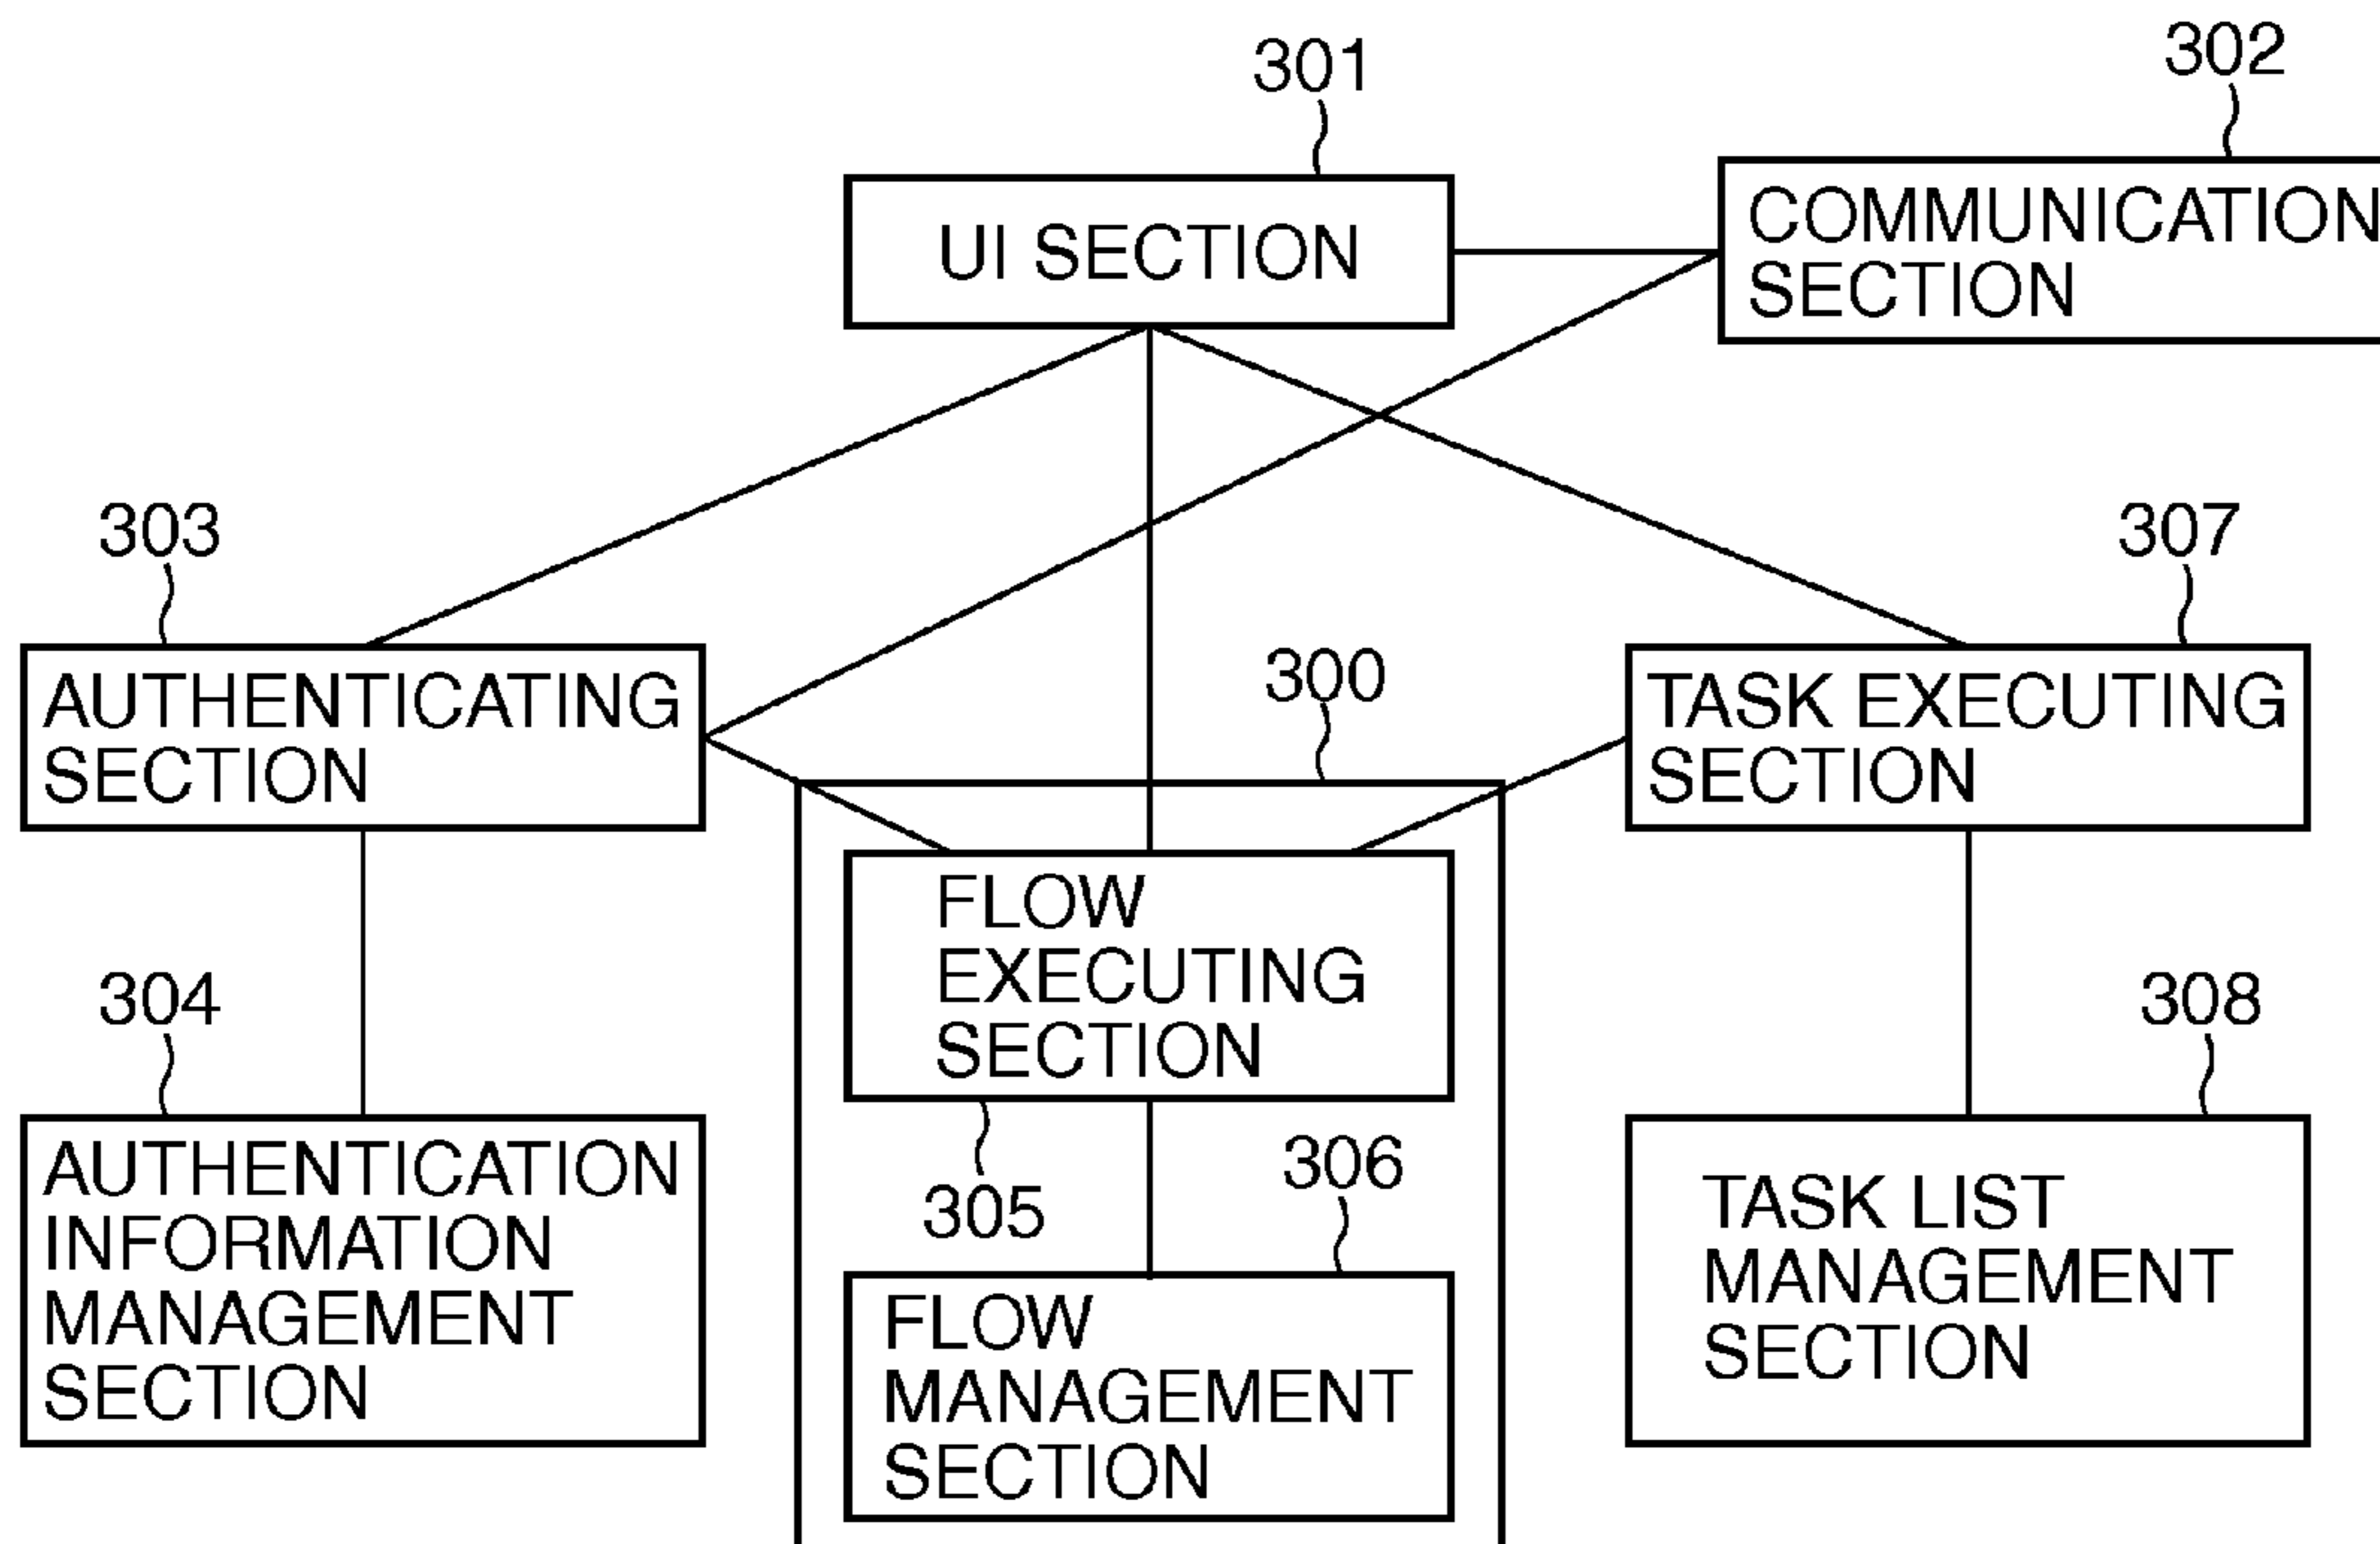 301
302
UI SECTION
COMMUNICATION
SECTION
303
307
300
AUTHENTICATING
SECTION
TASK EXECUTING
SECTION
FLOW
EXECUTING
SECTION
304
308
305
306
AUTHENTICATION
INFORMATION
MANAGEMENT
SECTION
TASK LIST
MANAGEMENT
SECTION
FLOW
MANAGEMENT
SECTION